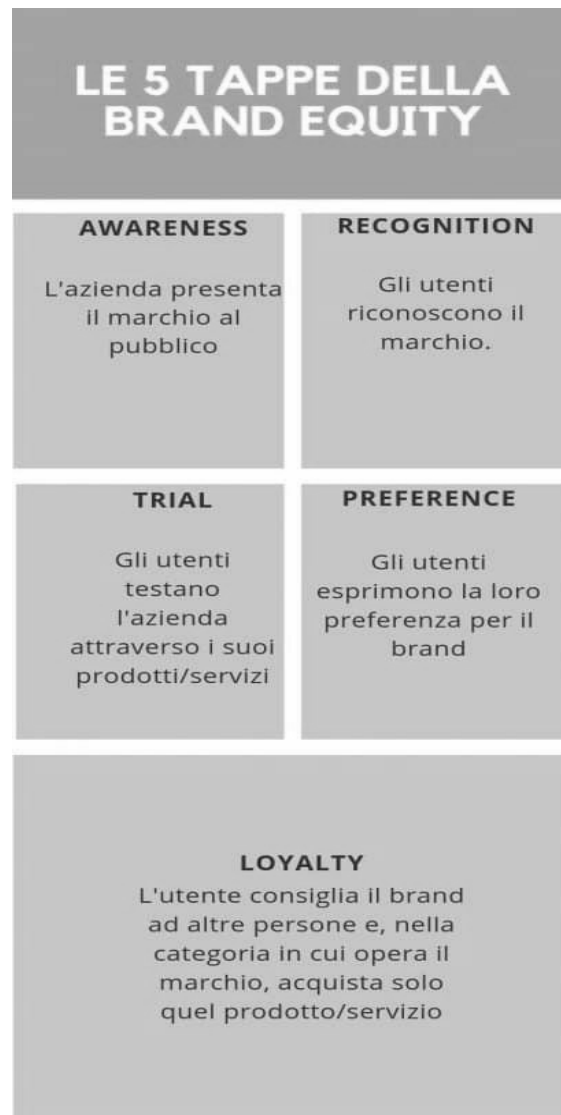 LE 5 TAPPE DELLA
BRAND EQUITY
AWARENESS
L'azienda presenta
il marchio al
pubblico
RECOGNITION
Gli utenti
riconoscono il
marchio.
TRIAL
Gli utenti
testano
l'azienda
attraverso i suoi
prodotti/servizi
PREFERENCE
Gli utenti
esprimono la loro
preferenza per il
brand
LOYALTY
L'utente consiglia il brand
ad altre persone e, nella
categoria in cui opera il
marchio, acquista solo
quel prodotto/servizio